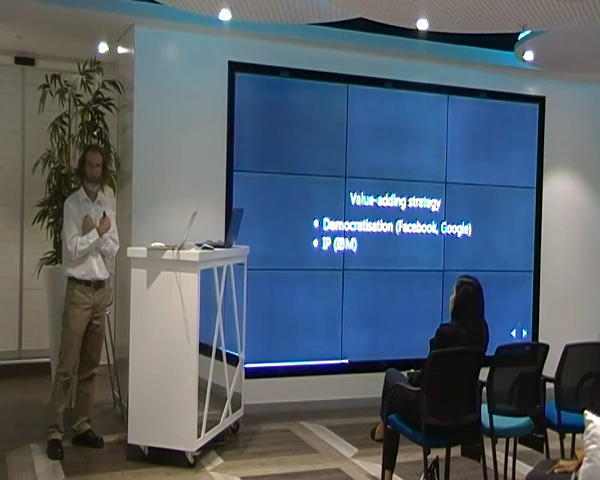 Value-adding strategy
Democratisation (Facebook, Google)
IP (IBM)